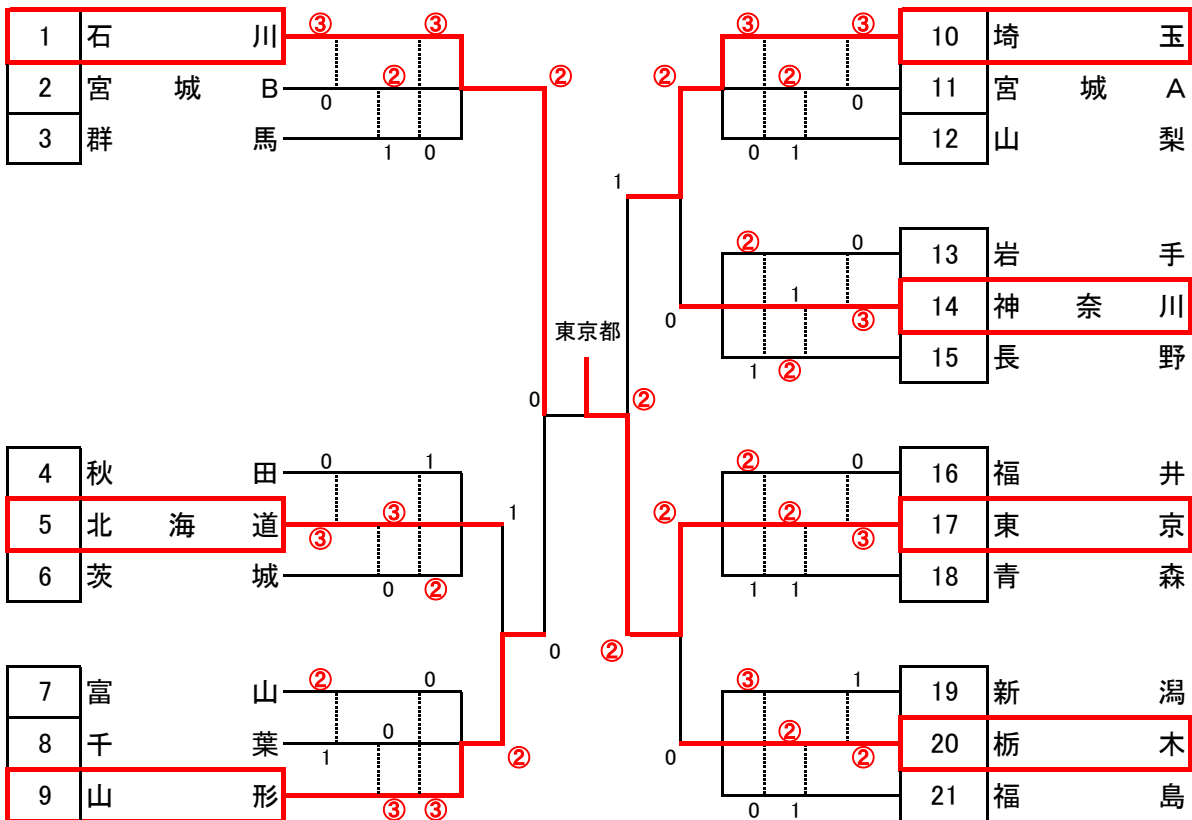 ③ ③ ③ ③
1 石川 10 埼玉
2 宮城B ② ② ② ② 11 宮城A
0 0
3 群馬 12 山梨
1 0 0 1
1
② 0 13 岩手
1 14 神奈川
0 ③
東京都
1 ② 15 長野
0 ②
0 1 ② 0
4 秋田 16 福井
5 北海道 ③ 1 ② ② 17 東京
③ ③
6 茨城 18 青森
0 ② 1 1
0 ②
② 0 ③ 1
7 富山 19 新潟
0 ②
8 千葉 20 栃木
1 ② 0 ②
9 山形 21 福島
③ ③ 0 1